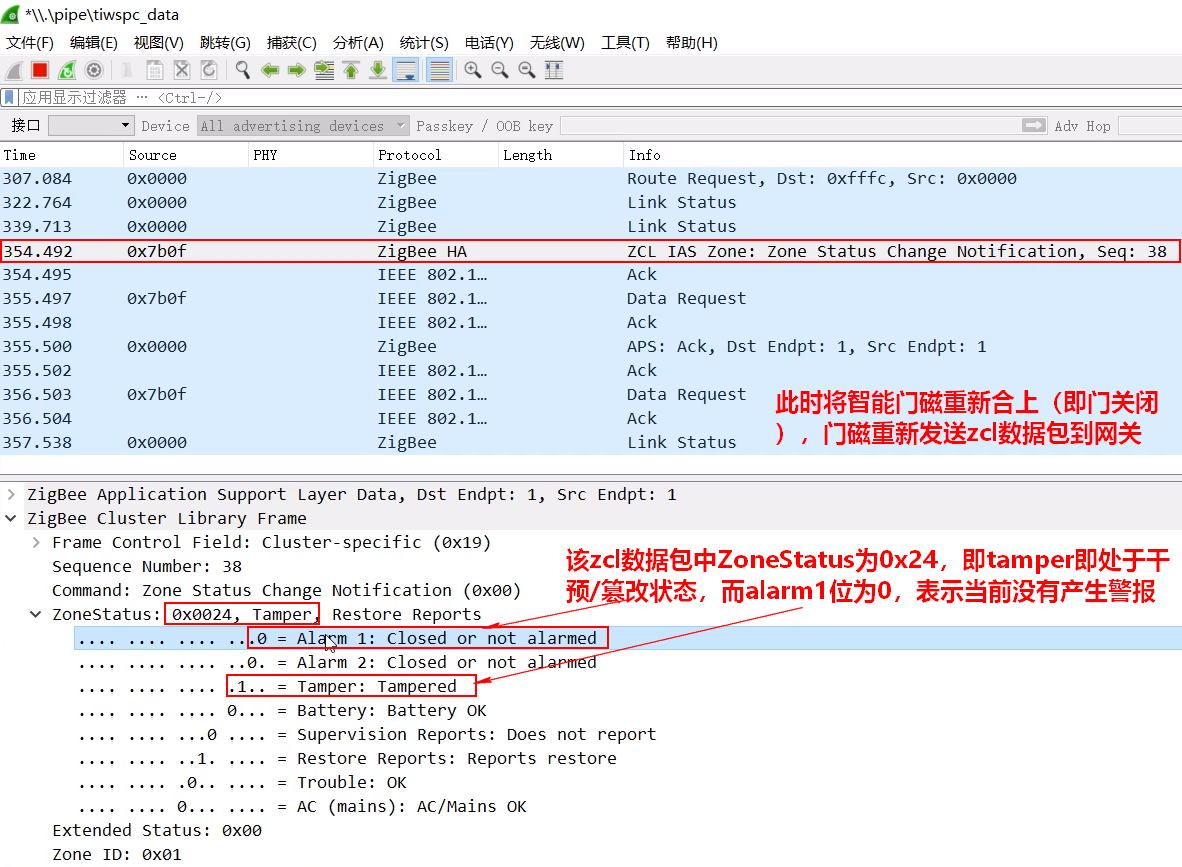 *\\.\pipe\tiwspc_data
文件(F) 编辑(E) 视图(V) 跳转(G) 捕获(C) 分析(A) 统计(S) 电话(Y) 无线(W) 工具(T) 帮助(H)
应用显示过滤器 … <Ctrl-/>
接口 Device All advertising devices Passkey / OOB key Adv Hop
Time Source PHY Protocol Length Info
307.084 0x0000 ZigBee Route Request, Dst: 0xfffc, Src: 0x0000
322.764 0x0000 ZigBee Link Status
339.713 0x0000 ZigBee Link Status
354.492 0x7b0f ZigBee HA ZCL IAS Zone: Zone Status Change Notification, Seq: 38
354.495 IEEE 802.1… Ack
355.497 0x7b0f IEEE 802.1… Data Request
355.498 IEEE 802.1… Ack
355.500 0x0000 ZigBee APS: Ack, Dst Endpt: 1, Src Endpt: 1
355.502 IEEE 802.1… Ack
356.503 0x7b0f IEEE 802.1… Data Request
356.504 IEEE 802.1… Ack
357.538 0x0000 ZigBee Link Status
此时将智能门磁重新合上（即门关闭
），门磁重新发送zcl数据包到网关
ZigBee Application Support Layer Data, Dst Endpt: 1, Src Endpt: 1
ZigBee Cluster Library Frame
Frame Control Field: Cluster-specific (0x19)
Sequence Number: 38
Command: Zone Status Change Notification (0x00)
该zcl数据包中ZoneStatus为0x24，即tamper即处于干
预/篡改状态，而alarm1位为0，表示当前没有产生警报
ZoneStatus: 0x0024, Tamper, Restore Reports
.... .... .... ...0 = Alarm 1: Closed or not alarmed
.... .... .... ..0. = Alarm 2: Closed or not alarmed
.... .... .... .1.. = Tamper: Tampered
.... .... .... 0... = Battery: Battery OK
.... .... ...0 .... = Supervision Reports: Does not report
.... .... ..1. .... = Restore Reports: Reports restore
.... .... .0.. .... = Trouble: OK
.... .... 0... .... = AC (mains): AC/Mains OK
Extended Status: 0x00
Zone ID: 0x01